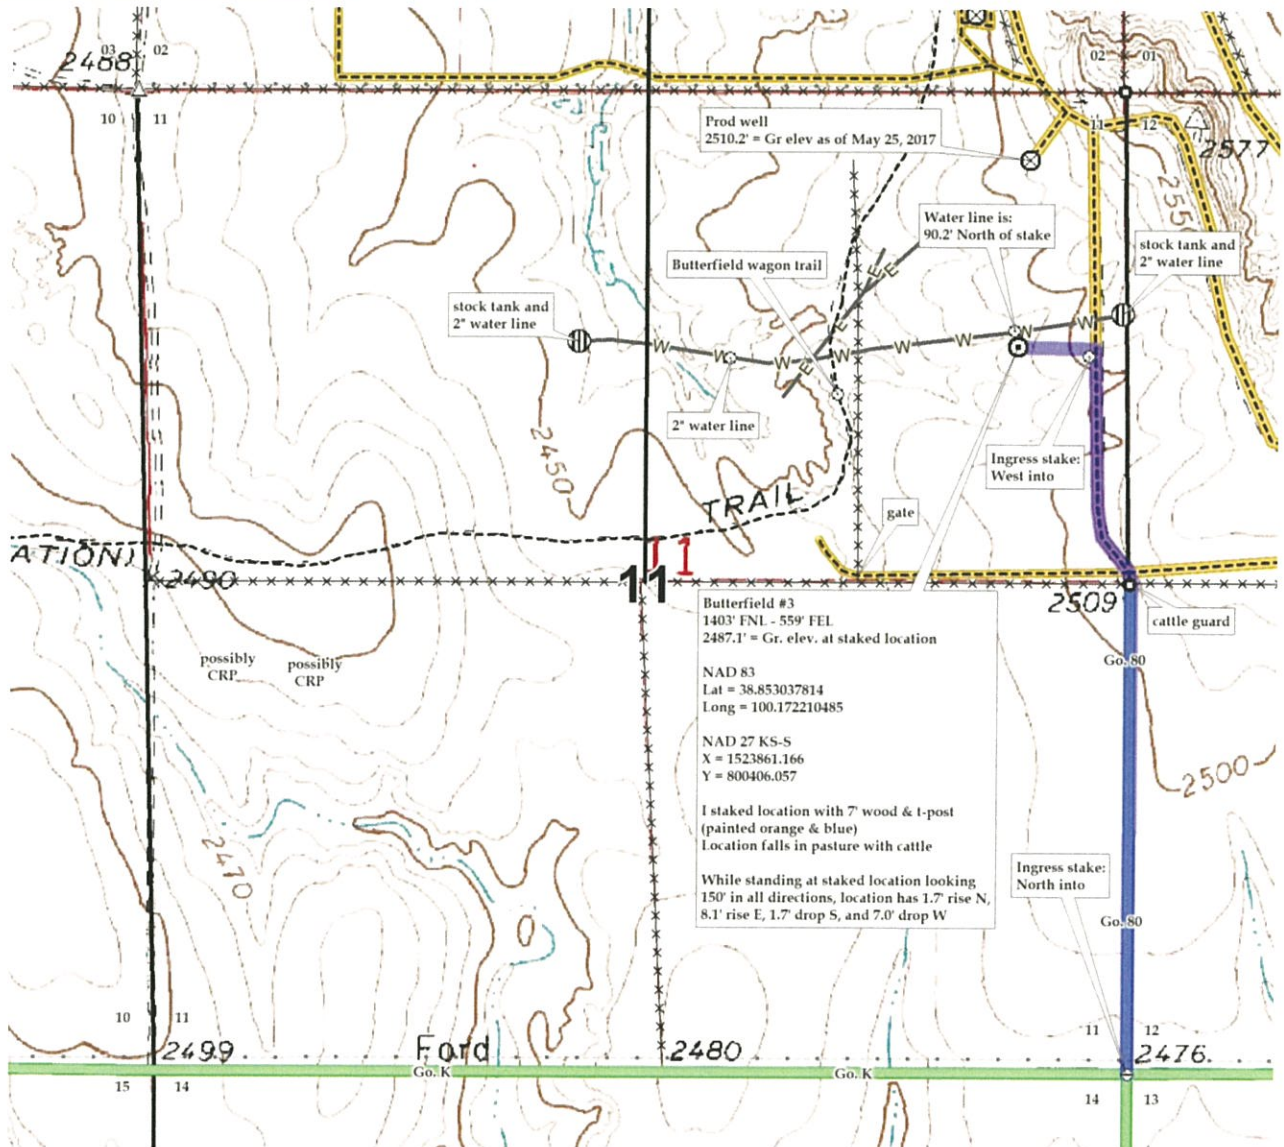 03 02
2488
02 01
10 11
11 12
Prod well
2510.2' = Gr elev as of May 25, 2017
2577
2550
Water line is:
90.2' North of stake
stock tank and
2" water line
Butterfield wagon trail
E
E
stock tank and
2" water line
E
W W W W W W W W
E
2" water line
2450
Ingress stake:
West into
TRAIL
gate
ATION)
11
2490
11
2509
cattle guard
Butterfield #3
1403' FNL - 559' FEL
2487.1' = Gr. elev. at staked location
NAD 83
Lat = 38.853037814
Long = 100.172210485
NAD 27 KS-S
X = 1523861.166
Y = 800406.057
I staked location with 7' wood & t-post
(painted orange & blue)
Location falls in pasture with cattle
While standing at staked location looking
150' in all directions, location has 1.7' rise N,
8.1' rise E, 1.7' drop S, and 7.0' drop W
possibly
CRP
possibly
CRP
Go. 80
2500
2470
Ingress stake:
North into
Go. 80
10 11
11 12
2499
Ford
2480
2476
Go. K
Go. K
15 14
14 13